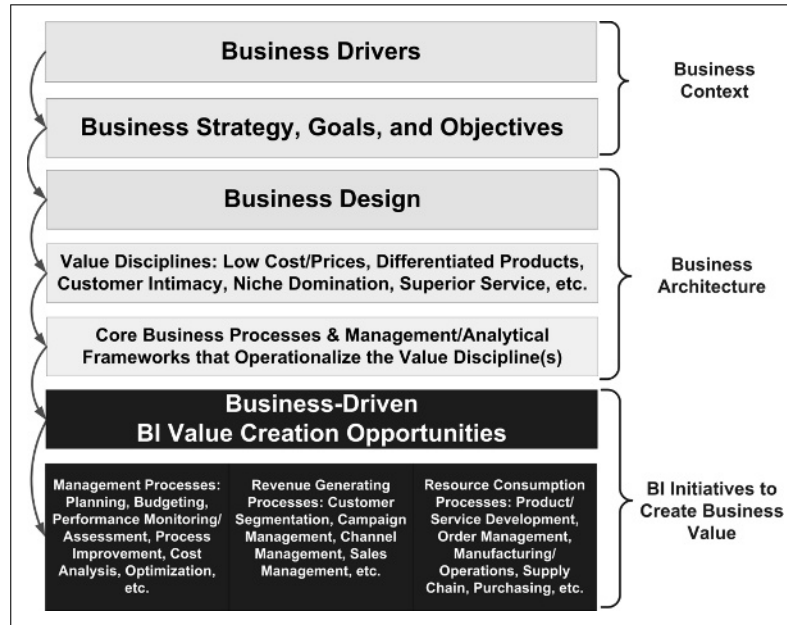 Business Drivers
Business Strategy, Goals, and Objectives
Business
Context
Business Design
Value Disciplines: Low Cost/Prices, Differentiated Products,
Customer Intimacy, Niche Domination, Superior Service, etc.
Core Business Processes & Management/Analytical
Frameworks that Operationalize the Value Discipline(s)
Business
Architecture
Business-Driven
BI Value Creation Opportunities
Management Processes:
Planning, Budgeting,
Performance Monitoring/
Assessment, Process
Improvement, Cost
Analysis, Optimization,
etc.
Revenue Generating
Processes: Customer
Segmentation, Campaign
Management, Channel
Management, Sales
Management, etc.
Resource Consumption
Processes: Product/
Service Development,
Order Management,
Manufacturing/
Operations, Supply
Chain, Purchasing, etc.
BI Initiatives to
Create Business
Value